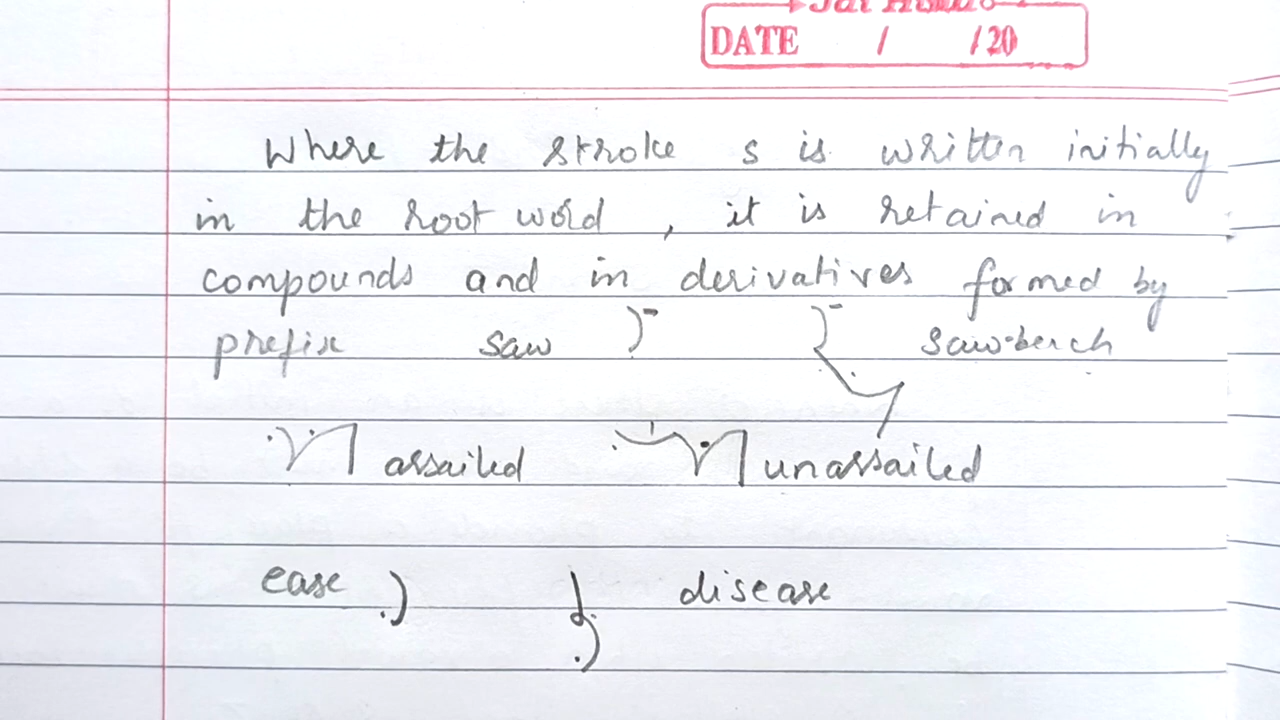 DATE / /20
Where the stroke s is written initially
in the root word, it is retained in
compounds and in derivatives formed by
prefix saw saw-bench
assailed unassailed
ease disease